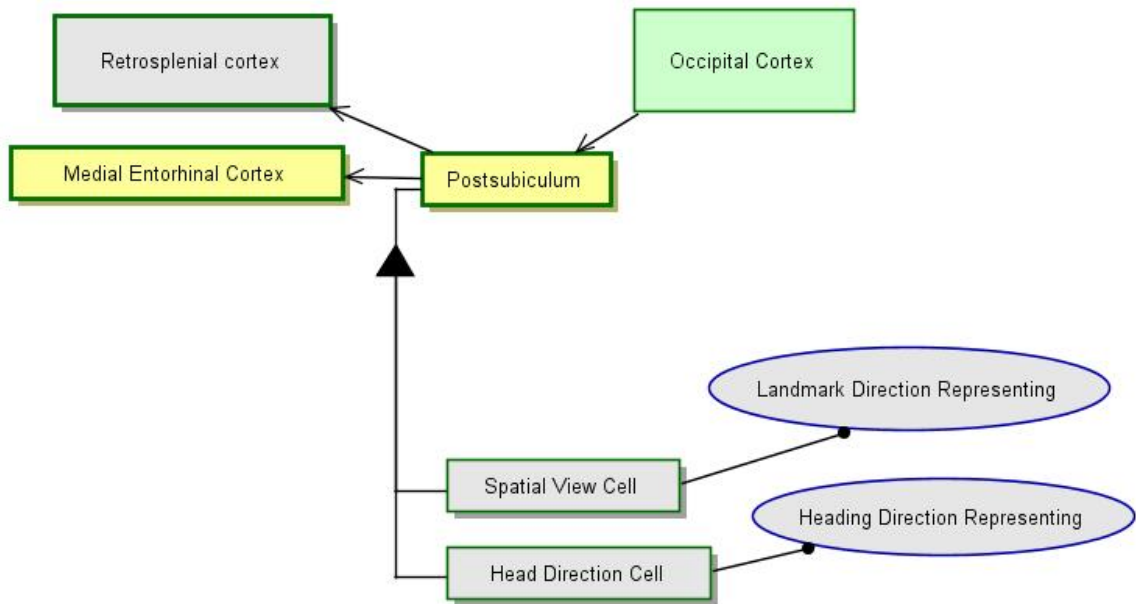 Retrosplenial cortex
Occipital Cortex
Medial Entorhinal Cortex
Postsubiculum
Landmark Direction Representing
Spatial View Cell
Heading Direction Representing
Head Direction Cell